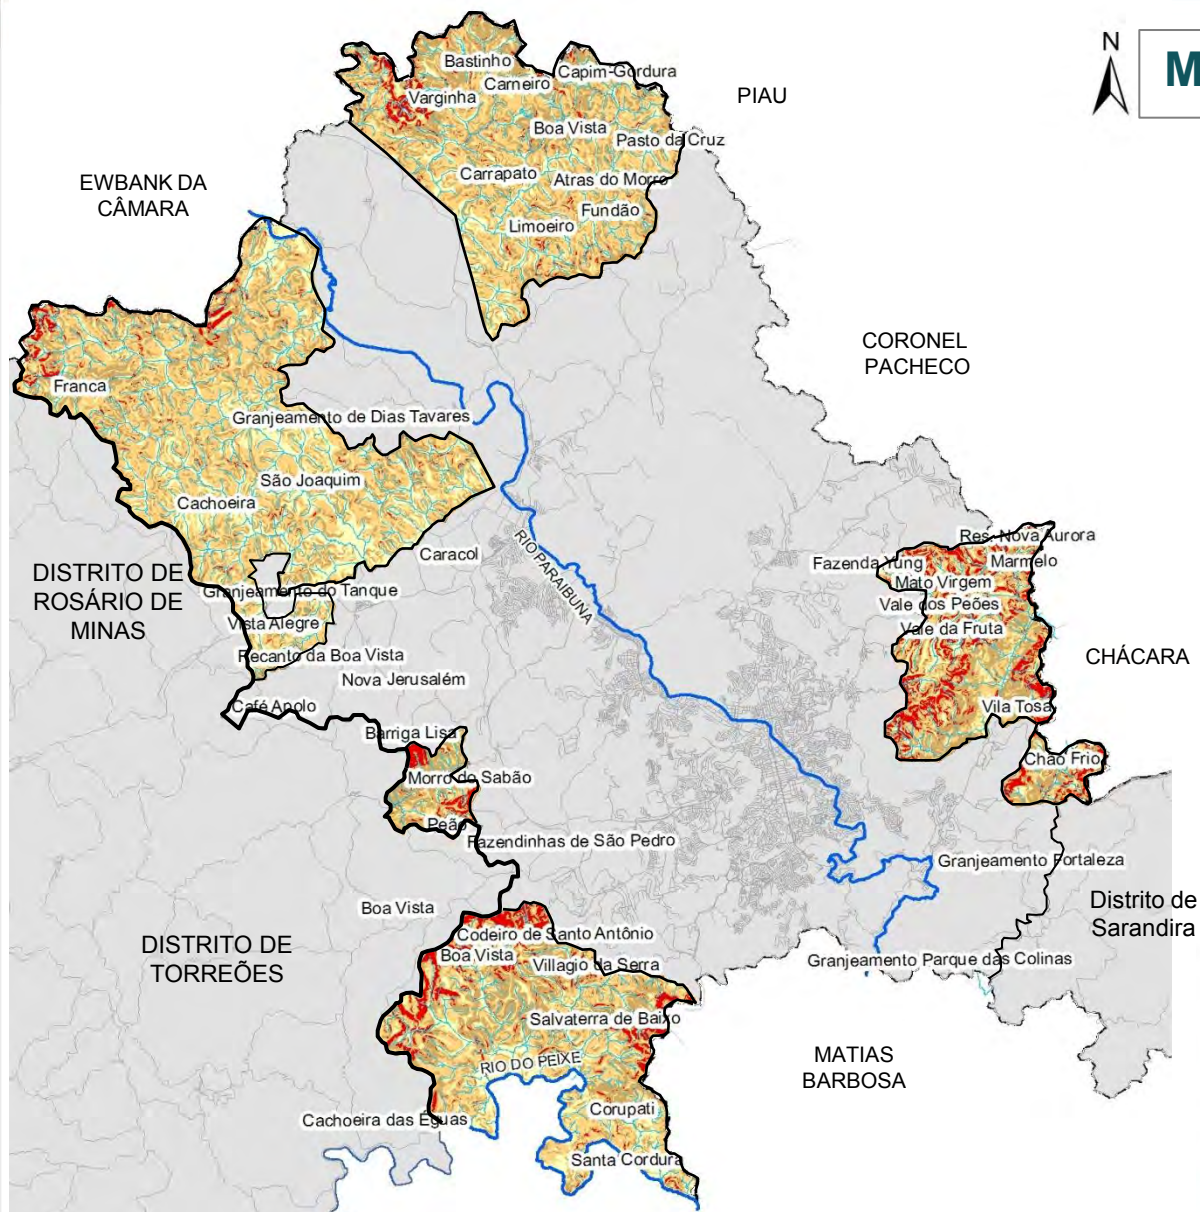 N
M
Bastinho
Capim-Gordura
Carneiro
Varginha
PIAU
Boa Vista
Pasto da Cruz
Carrapato
Atras do Morro
EWBANK DA
CÂMARA
Fundão
Limoeiro
CORONEL
PACHECO
Franca
Granjeamento de Dias Tavares
São Joaquim
Cachoeira
RIO PARAIBUNA
Caracol
Res. Nova Aurora
Fazenda Yung
Marmelo
Mato Virgem
DISTRITO DE
ROSÁRIO DE
MINAS
Granjeamento do Tanque
Vale dos Peões
Vista Alegre
Vale da Fruta
Recanto da Boa Vista
CHÁCARA
Nova Jerusalém
Café Apolo
Vila Tosa
Barriga Lisa
Chão Frio
Morro do Sabão
Peão
Fazendinhas de São Pedro
Granjeamento Fortaleza
Boa Vista
Distrito de
Sarandira
DISTRITO DE
TORREÕES
Codeiro de Santo Antônio
Boa Vista
Villagio da Serra
Granjeamento Parque das Colinas
Salvaterra de Baixo
RIO DO PEIXE
MATIAS
BARBOSA
Cachoeira das Éguas
Corupati
Santa Cordura